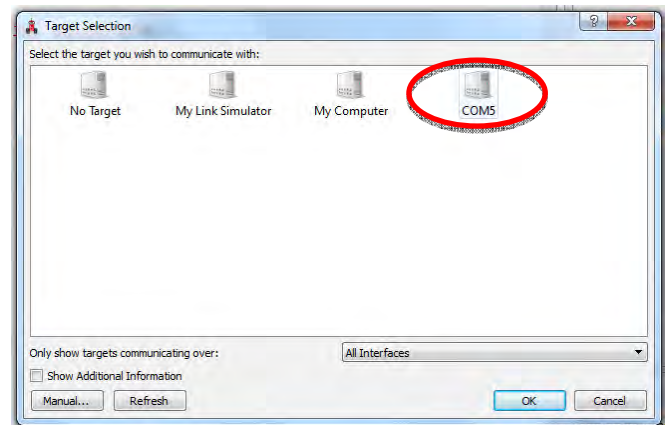 Target Selection
Select the target you wish to communicate with:
No Target
My Link Simulator
My Computer
COM5
Only show targets communicating over:
All Interfaces
Show Additional Information
Manual...
Refresh
OK
Cancel